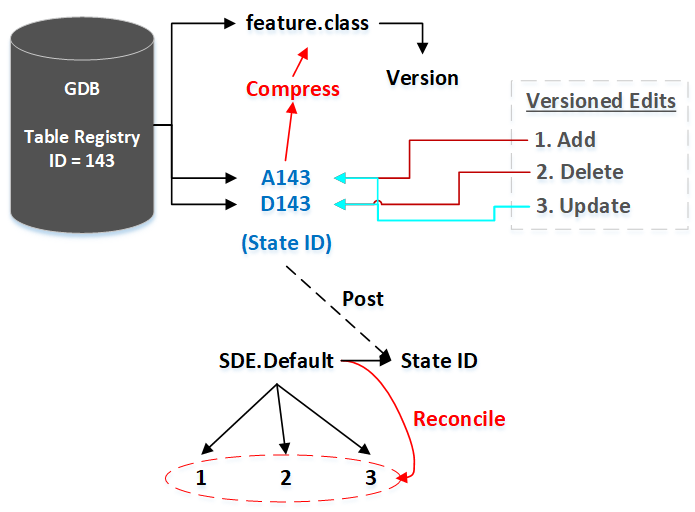 feature.class
GDB
Version
Compress
Versioned Edits
Table Registry
ID = 143
1. Add
A143
2. Delete
D143
3. Update
(State ID)
Post
SDE.Default
State ID
Reconcile
1 2 3